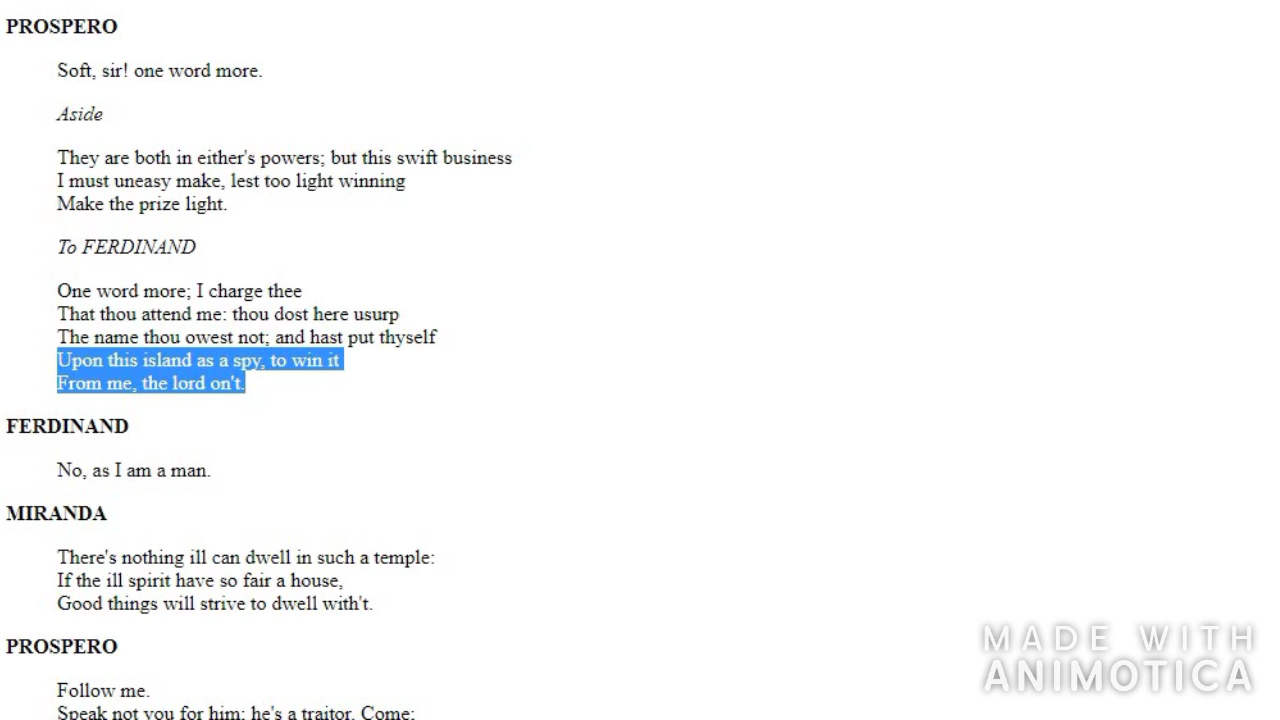 PROSPERO
Soft, sir! one word more.
Aside
They are both in either's powers; but this swift business
I must uneasy make, lest too light winning
Make the prize light.
To FERDINAND
One word more; I charge thee
That thou attend me: thou dost here usurp
The name thou owest not; and hast put thyself
Upon this island as a spy, to win it
From me, the lord on't.
FERDINAND
No, as I am a man.
MIRANDA
There's nothing ill can dwell in such a temple:
If the ill spirit have so fair a house,
Good things will strive to dwell with't.
PROSPERO
Follow me.
Speak not you for him; he's a traitor. Come;
MADE WITH
ANIMOTICA